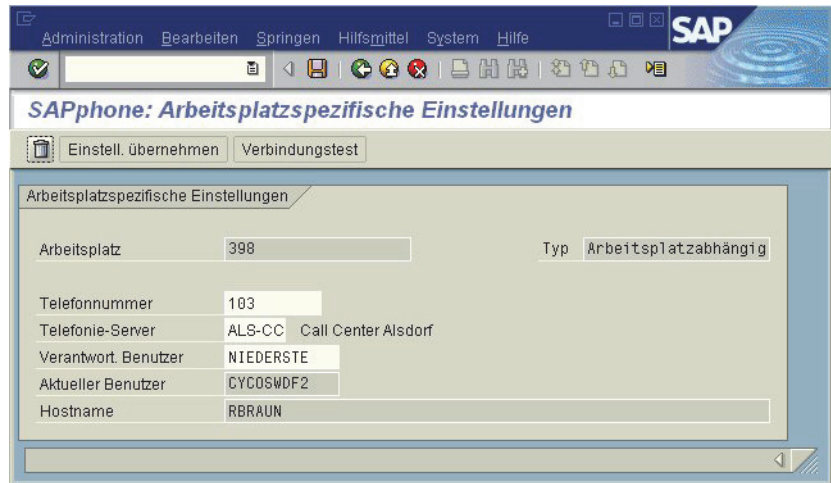 Administration Bearbeiten Springen Hilfsmittel System Hilfe
SAP
SAPphone: Arbeitsplatzspezifische Einstellungen
Einstell. übernehmen Verbindungstest
Arbeitsplatzspezifische Einstellungen
Arbeitsplatz 398 Typ Arbeitsplatzabhängig
Telefonnummer 103
Telefonie-Server ALS-CC Call Center Alsdorf
Verantwort. Benutzer NIEDERSTE
Aktueller Benutzer CYCOSWDF2
Hostname RBRAUN